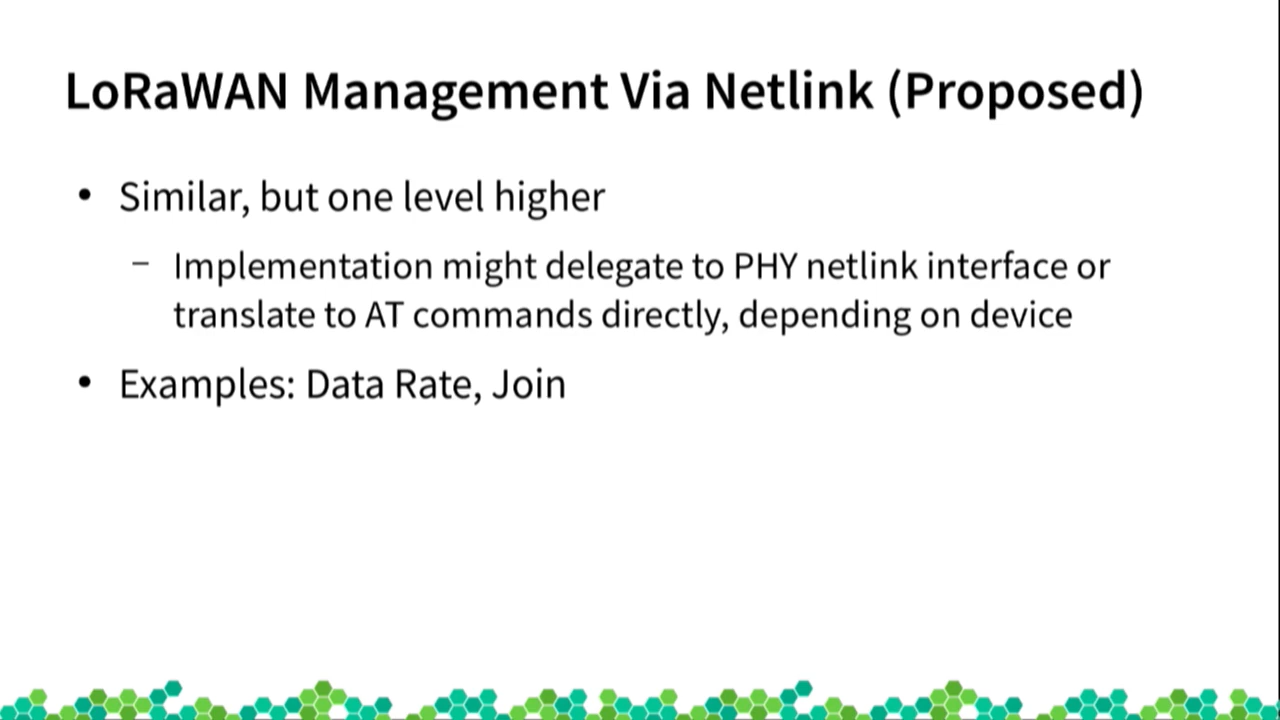 LoRaWAN Management Via Netlink (Proposed)
• Similar, but one level higher
– Implementation might delegate to PHY netlink interface or
translate to AT commands directly, depending on device
• Examples: Data Rate, Join